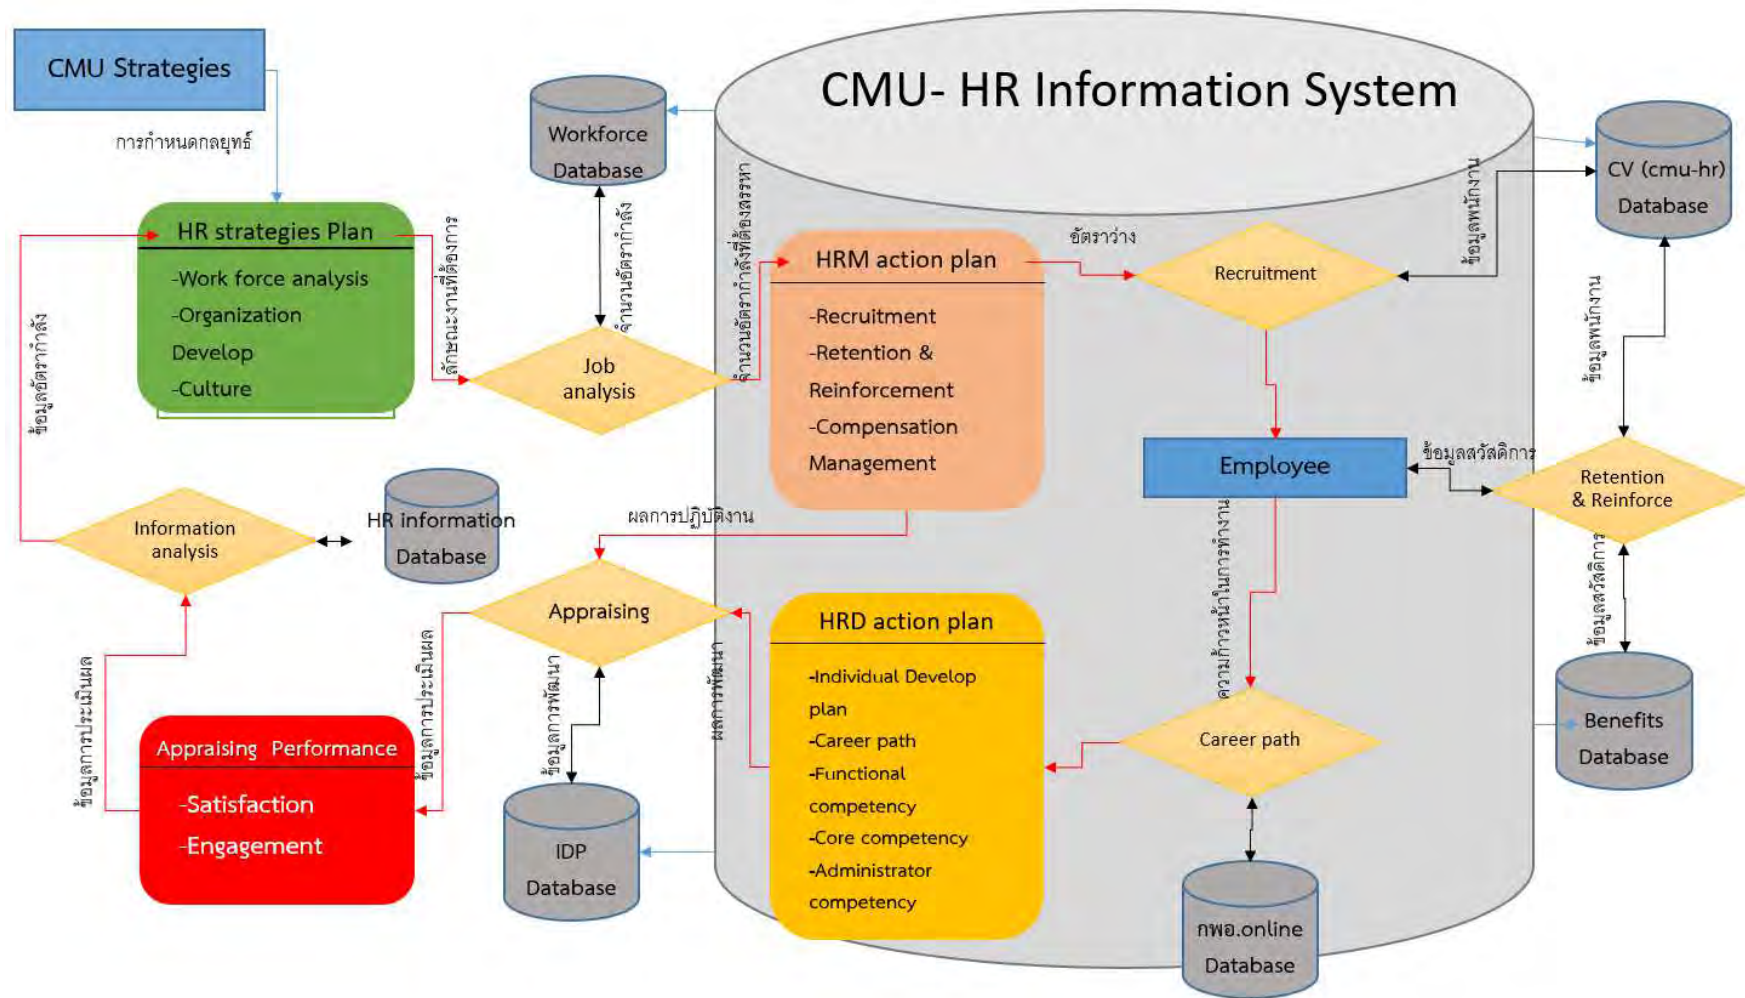 CMU Strategies
การกำหนดกลยุทธ์
HR strategies Plan
-Work force analysis
-Organization
Develop
-Culture
ข้อมูลอัตรากำลัง
ลักษณะงานที่ต้องการ
Workforce
Database
จำนวนอัตรากำลัง
Job
analysis
จำนวนอัตรากำลังที่ต้องสรรหา
CMU- HR Information System
HRM action plan
-Recruitment
-Retention &
Reinforcement
-Compensation
Management
อัตราว่าง
Recruitment
ข้อมูลพนักงาน
CV (cmu-hr)
Database
ข้อมูลพนักงาน
Employee
ข้อมูลสวัสดิการ
Retention
& Reinforce
ข้อมูลสวัสดิการ
Benefits
Database
ความก้าวหน้าในการทำงาน
Career path
กพอ.online
Database
HRD action plan
-Individual Develop
plan
-Career path
-Functional
competency
-Core competency
-Administrator
competency
ผลการพัฒนา
ผลการปฏิบัติงาน
Appraising
ข้อมูลการพัฒนา
IDP
Database
ข้อมูลการประเมินผล
Appraising Performance
-Satisfaction
-Engagement
ข้อมูลการประเมินผล
Information
analysis
HR information
Database